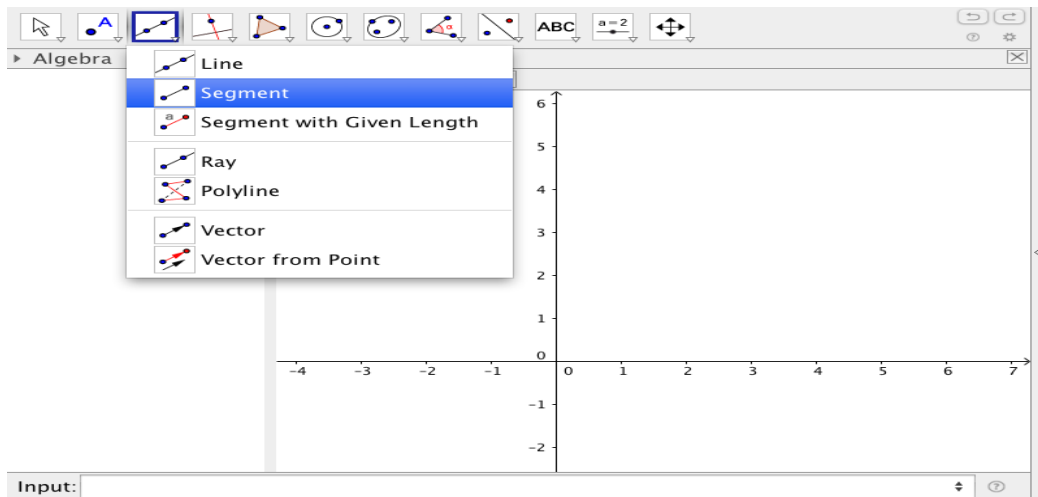 A
ABC
a=2
Algebra
Line
Segment
a
Segment with Given Length
Ray
Polyline
Vector
Vector from Point
6
5
4
3
2
1
0
-4 -3 -2 -1 0 1 2 3 4 5 6 7
-1
-2
Input: